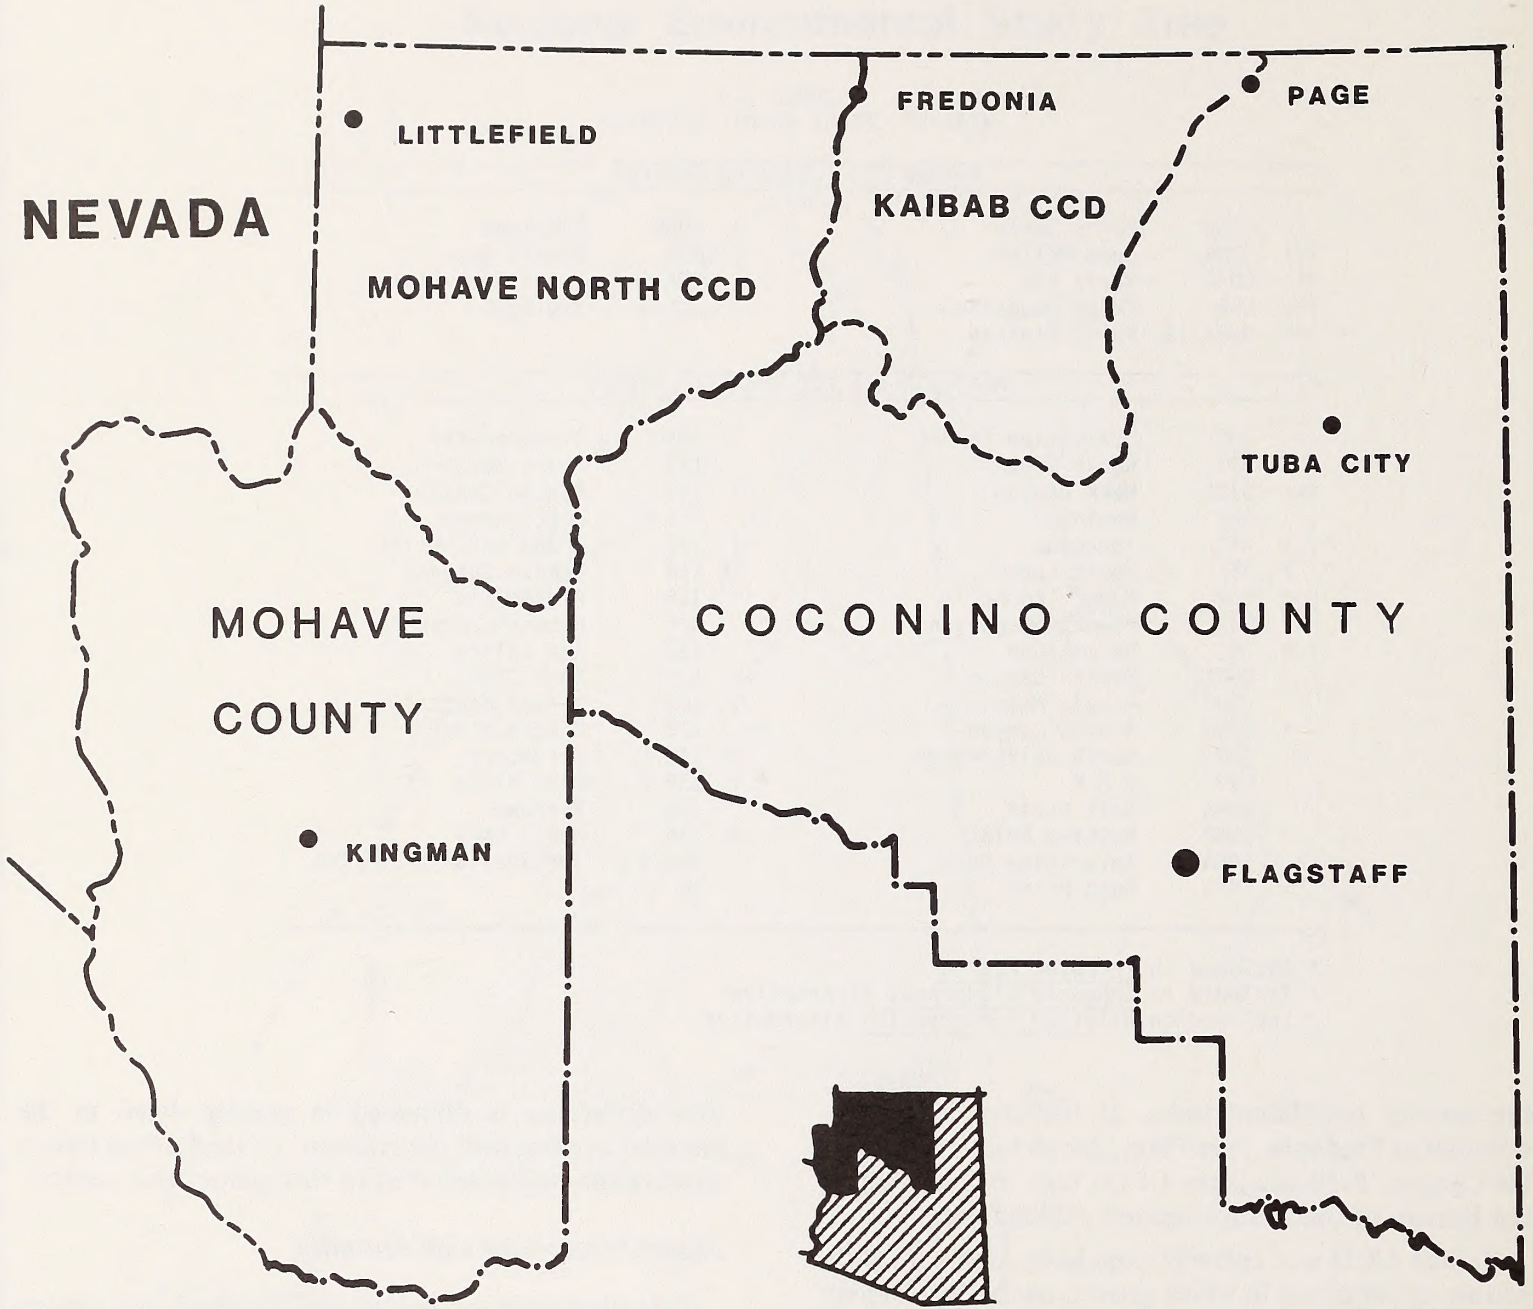 FREDONIA
PAGE
LITTLEFIELD
NEVADA
KAIBAB CCD
MOHAVE NORTH CCD
TUBA CITY
MOHAVE
COUNTY
COCONINO COUNTY
KINGMAN
FLAGSTAFF